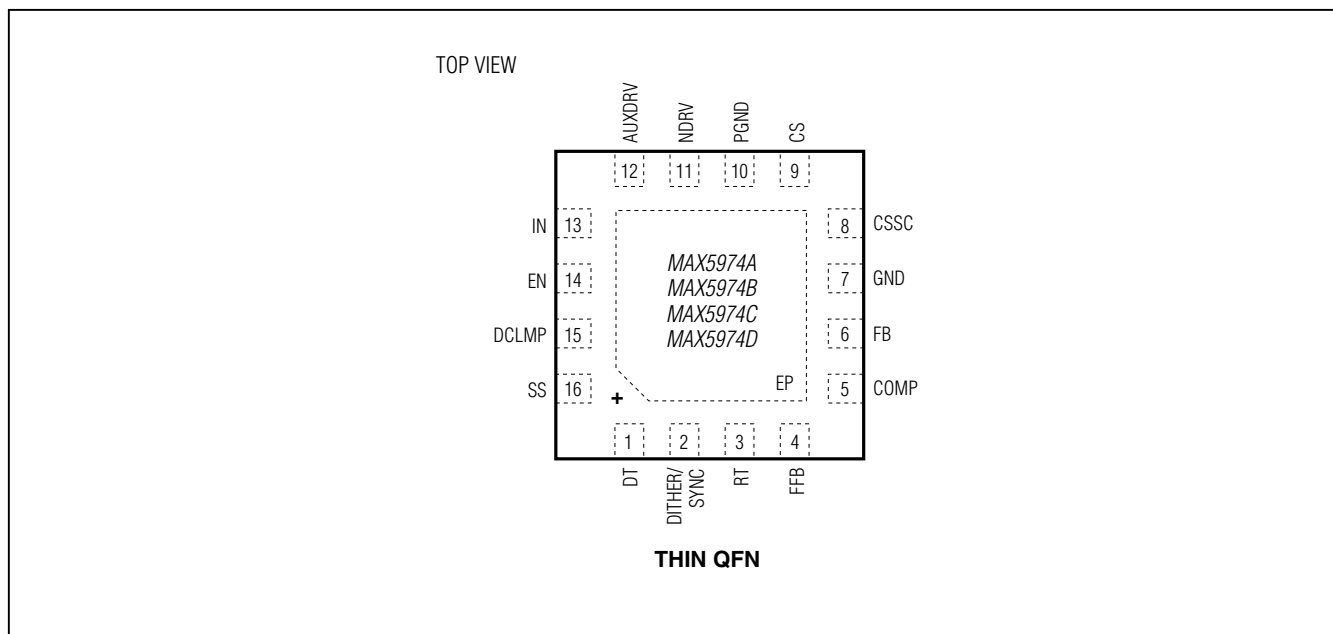 TOP VIEW
AUXDRV
NDRV
PGND
CS
12
11
10
9
IN
13
EN
14
DCLMP
15
SS
16
MAX5974A
MAX5974B
MAX5974C
MAX5974D
EP
+
8
CSSC
7
GND
6
FB
5
COMP
1
2
3
4
DT
DITHER/
SYNC
RT
FFB
THIN QFN